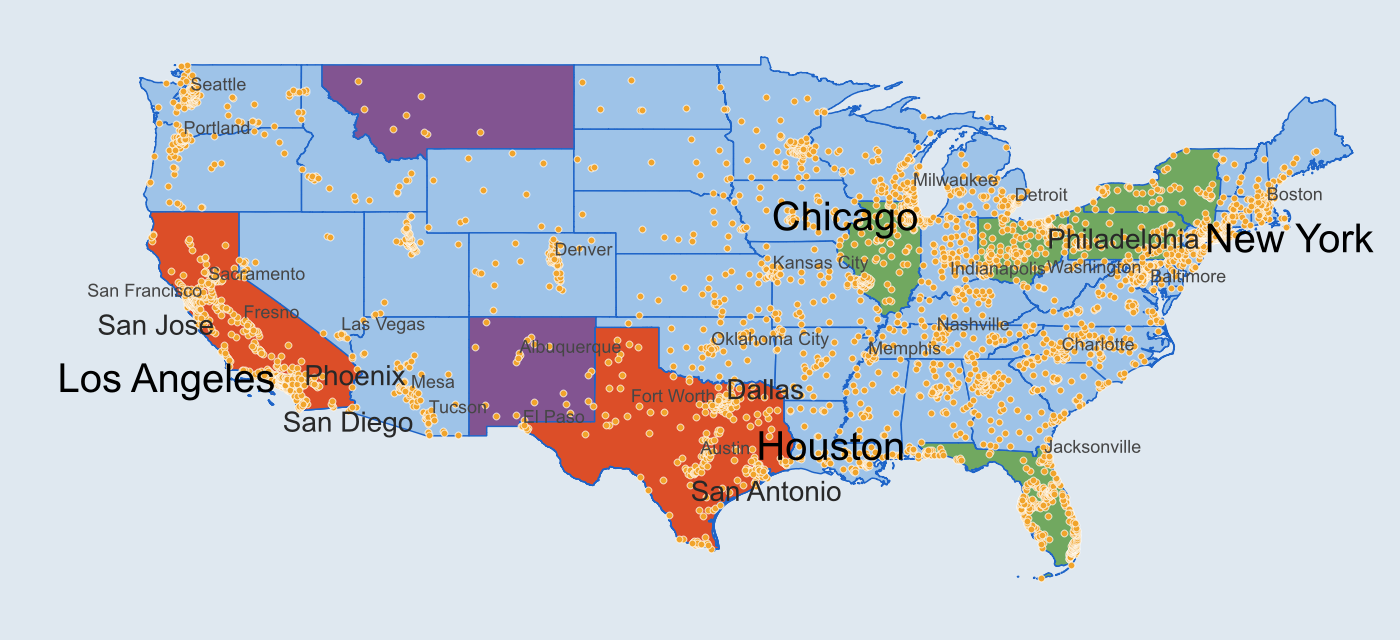 Seattle
Portland
Milwaukee
Detroit
Boston
Chicago
Philadelphia
New York
Denver
Kansas City
Indianapolis
Washington
Baltimore
Sacramento
San Francisco
Fresno
San Jose
Las Vegas
Nashville
Oklahoma City
Memphis
Charlotte
Albuquerque
Los Angeles
Phoenix
Mesa
Fort Worth
Dallas
Tucson
El Paso
San Diego
Austin
Houston
Jacksonville
San Antonio